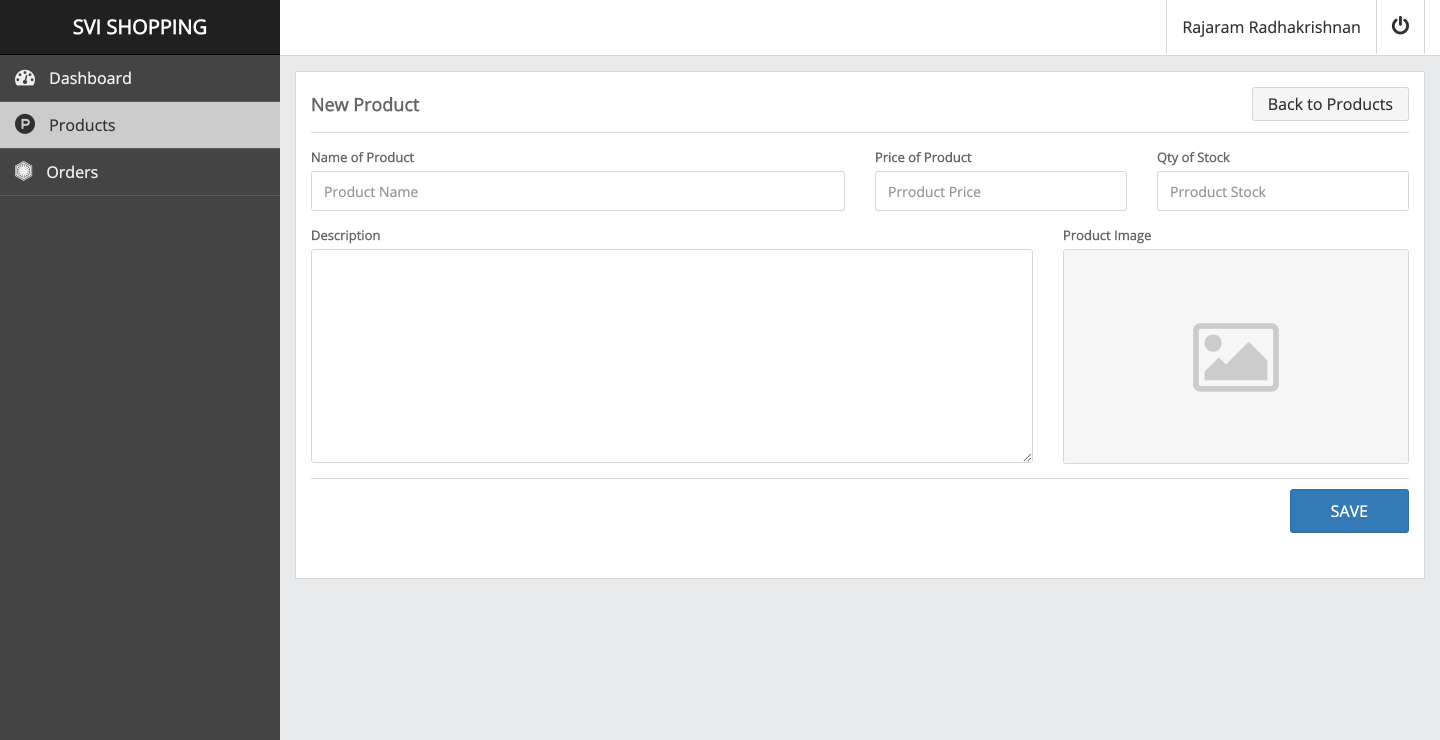 SVI SHOPPING
Rajaram Radhakrishnan
Dashboard
Products
Orders
New Product
Back to Products
Name of Product
Price of Product
Qty of Stock
Product Name
Prroduct Price
Prroduct Stock
Description
Product Image
SAVE